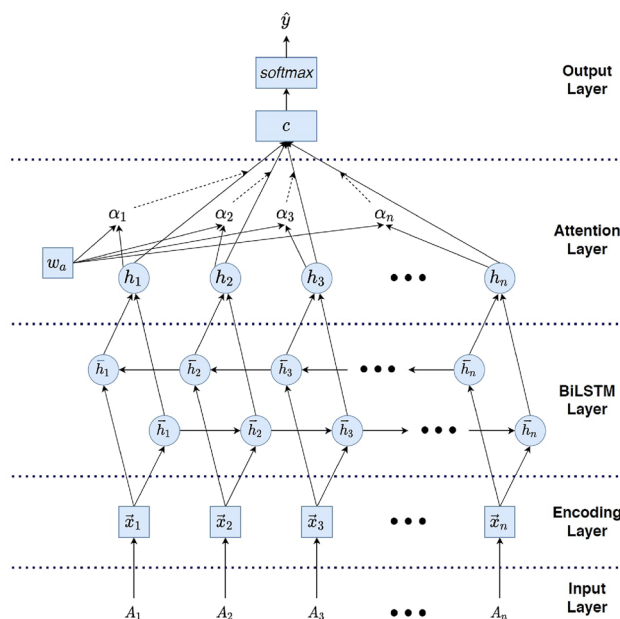 ŷ
softmax
Output
Layer
c
α₁ α₂ α₃ αₙ
Attention
Layer
wₐ
h₁ h₂ h₃ ••• hₙ
h̄₁ h̄₂ h̄₃ ••• h̄ₙ
BiLSTM
Layer
h̄₁ h̄₂ h̄₃ ••• h̄ₙ
x⃗₁ x⃗₂ x⃗₃ ••• x⃗ₙ
Encoding
Layer
Input
Layer
A₁ A₂ A₃ ••• Aₙ